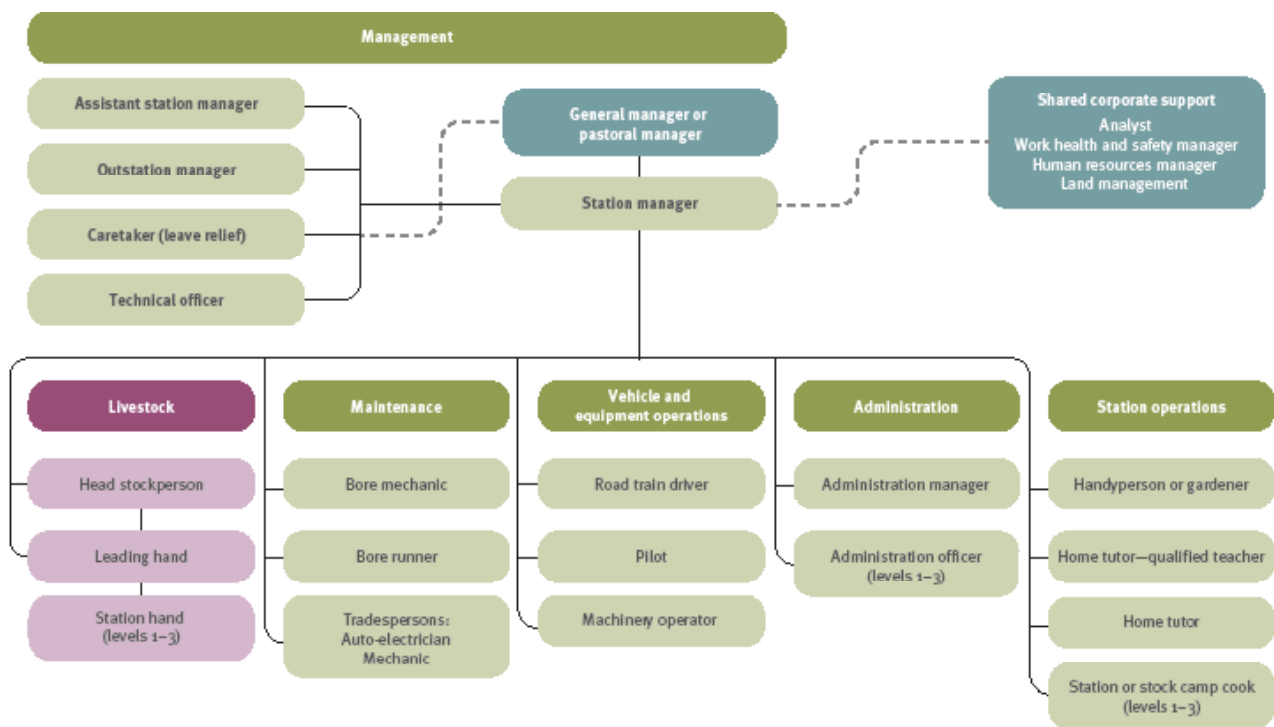 Management
Assistant station manager
Outstation manager
Caretaker (leave relief)
Technical officer
General manager or
pastoral manager
Station manager
Shared corporate support
Analyst
Work health and safety manager
Human resources manager
Land management
Livestock
Head stockperson
Leading hand
Station hand
(levels 1–3)
Maintenance
Bore mechanic
Bore runner
Tradespersons:
Auto-electrician
Mechanic
Vehicle and
equipment operations
Road train driver
Pilot
Machinery operator
Administration
Administration manager
Administration officer
(levels 1–3)
Station operations
Handyperson or gardener
Home tutor—qualified teacher
Home tutor
Station or stock camp cook
(levels 1–3)